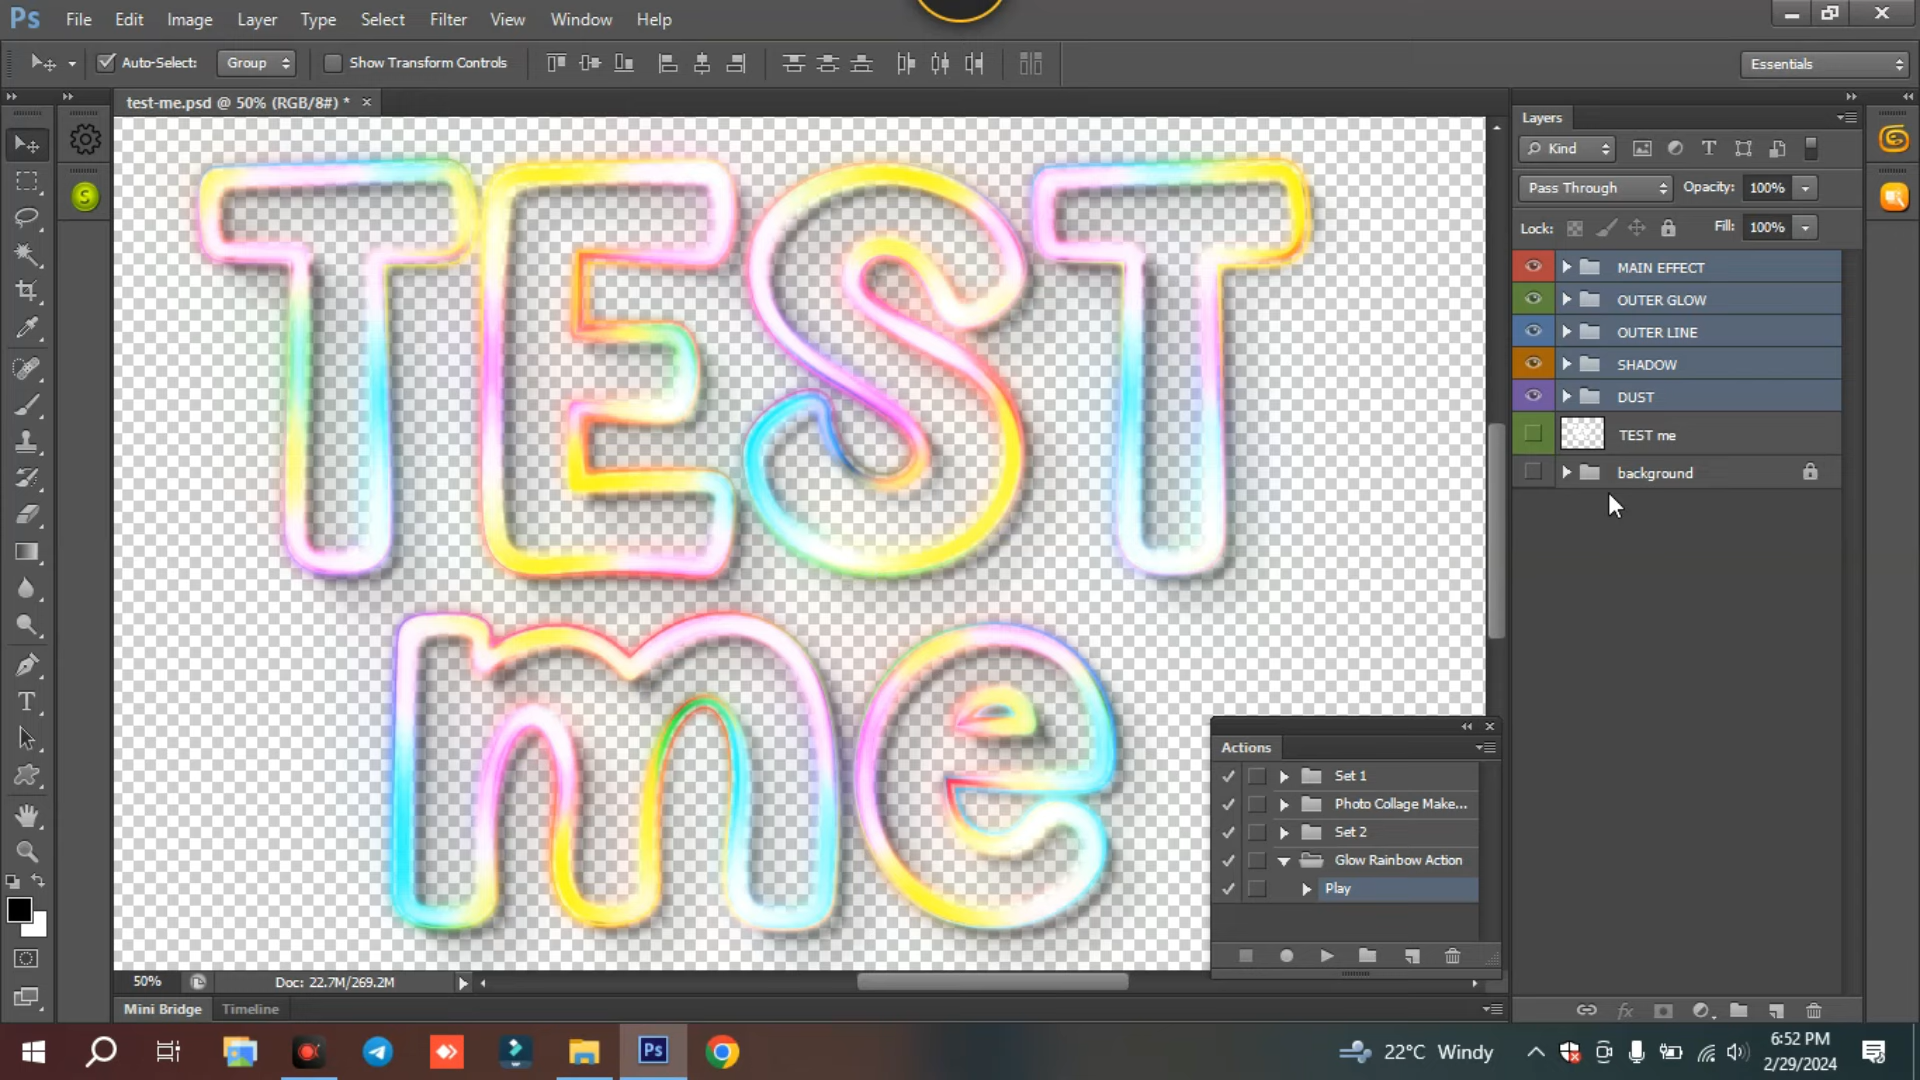 Ps File Edit Image Layer Type Select Filter View Window Help
Auto-Select: Group Show Transform Controls Essentials
test-me.psd @ 50% (RGB/8#) * ×
TEST
me
S
Layers
Kind
Pass Through Opacity: 100%
Lock: Fill: 100%
MAIN EFFECT
OUTER GLOW
OUTER LINE
SHADOW
DUST
TEST me
background
Actions
Set 1
Photo Collage Make...
Set 2
Glow Rainbow Action
Play
50% Doc: 22.7M/269.2M
Mini Bridge Timeline
Ps 22°C Windy 6:52 PM
2/29/2024